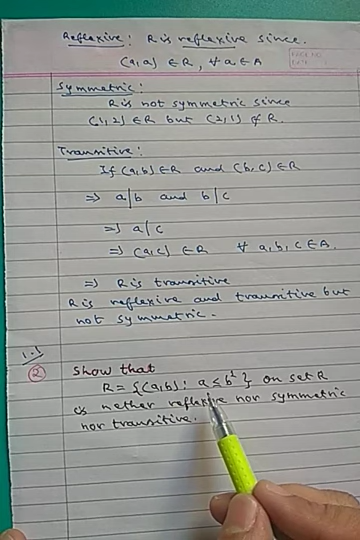 Reflexive: R is reflexive since.
(a,a) ∈ R, ∀ a ∈ A
Symmetric:
R is not symmetric since
(1,2) ∈ R but (2,1) ∉ R.
Transitive:
If (a,b) ∈ R and (b,c) ∈ R
⇒ a|b and b|c
⇒ a|c
⇒ (a,c) ∈ R ∀ a,b,c ∈ A.
⇒ R is transitive
R is reflexive and transitive but
not symmetric.
1.1
② Show that
R = {(a,b): a ≤ b²} on set R
is neither reflexive nor symmetric
nor transitive.